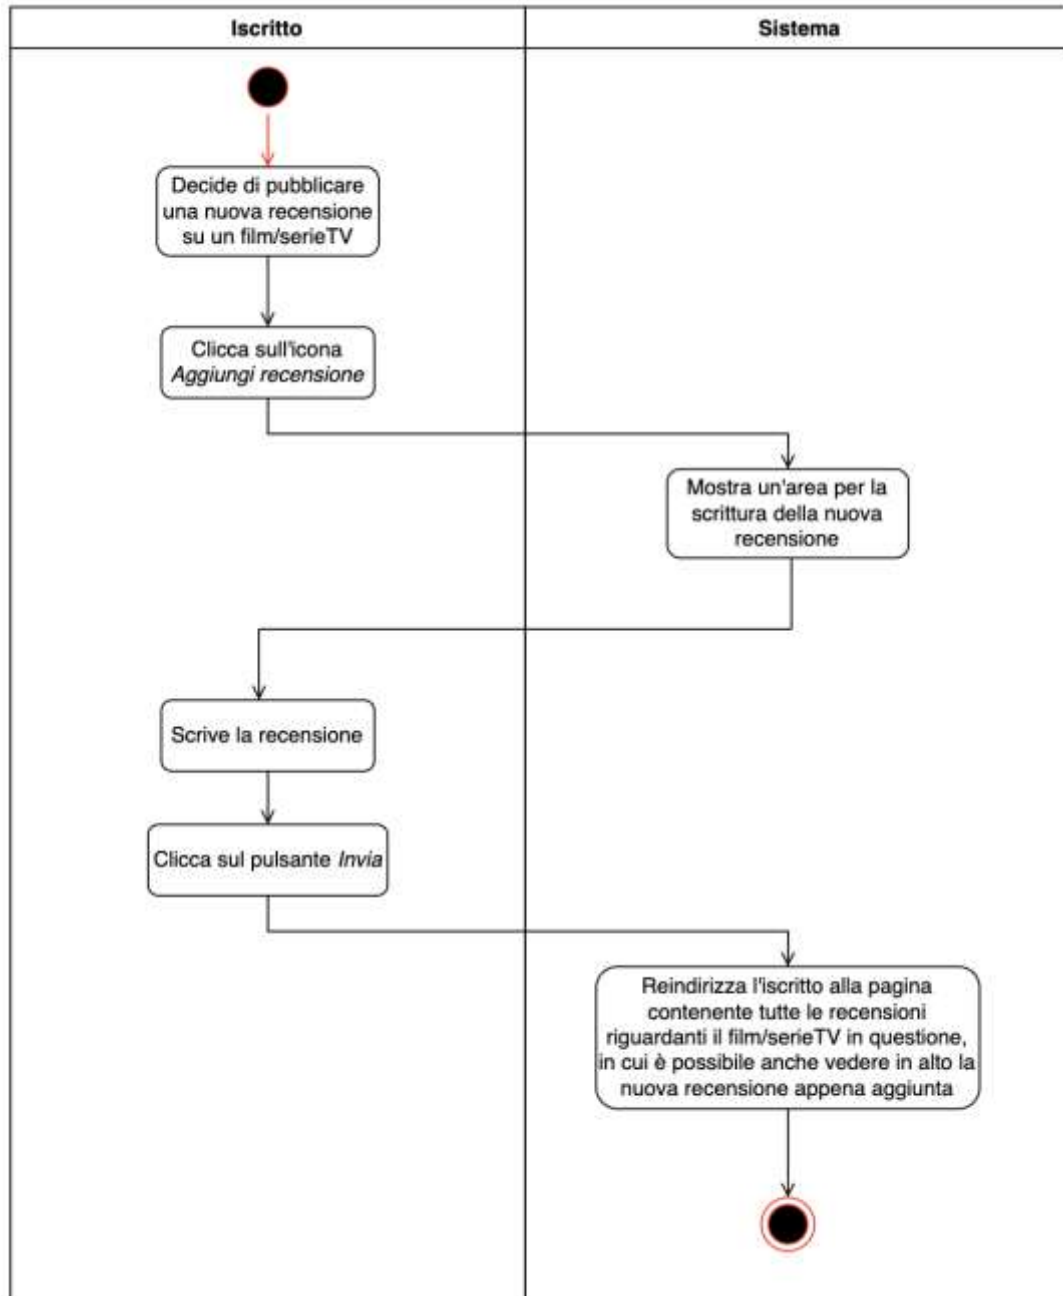 Iscritto
Sistema
Decide di pubblicare
una nuova recensione
su un film/serieTV
Clicca sull'icona
Aggiungi recensione
Mostra un'area per la
scrittura della nuova
recensione
Scrive la recensione
Clicca sul pulsante Invia
Reindirizza l'iscritto alla pagina
contenente tutte le recensioni
riguardanti il film/serieTV in questione,
in cui è possibile anche vedere in alto la
nuova recensione appena aggiunta